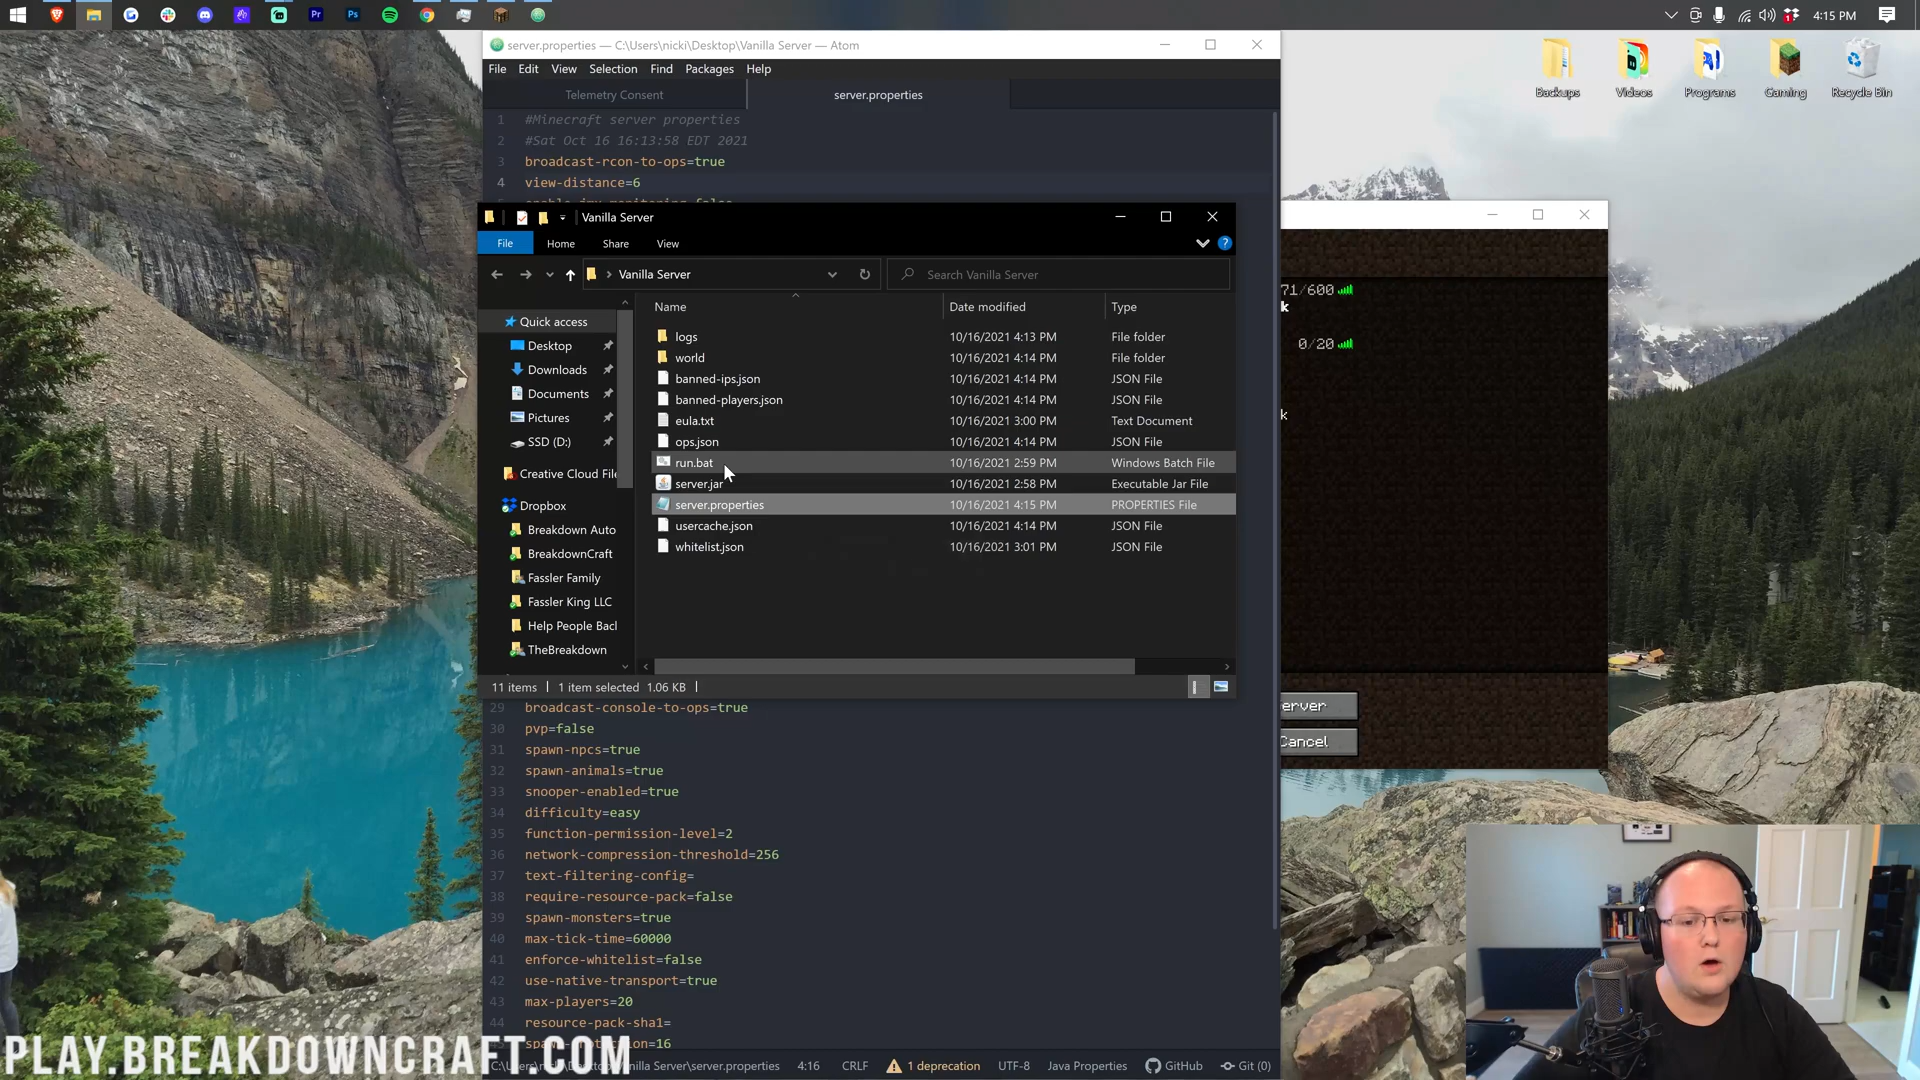 4:15 PM
server.properties — C:\Users\nicki\Desktop\Vanilla Server — Atom
File Edit View Selection Find Packages Help
Telemetry Consent server.properties
1 #Minecraft server properties
2 #Sat Oct 16 16:13:58 EDT 2021
3 broadcast-rcon-to-ops=true
4 view-distance=6
Backups Videos Programs Gaming Recycle Bin
Vanilla Server
File Home Share View
Vanilla Server Search Vanilla Server
Name Date modified Type
Quick access
Desktop
Downloads
Documents
Pictures
SSD (D:)
Creative Cloud File
Dropbox
Breakdown Auto
BreakdownCraft
Fassler Family
Fassler King LLC
Help People Bac
TheBreakdown
logs 10/16/2021 4:13 PM File folder
world 10/16/2021 4:14 PM File folder
banned-ips.json 10/16/2021 4:14 PM JSON File
banned-players.json 10/16/2021 4:14 PM JSON File
eula.txt 10/16/2021 3:00 PM Text Document
ops.json 10/16/2021 4:14 PM JSON File
run.bat 10/16/2021 2:59 PM Windows Batch File
server.jar 10/16/2021 2:58 PM Executable Jar File
server.properties 10/16/2021 4:15 PM PROPERTIES File
usercache.json 10/16/2021 4:14 PM JSON File
whitelist.json 10/16/2021 3:01 PM JSON File
11 items 1 item selected 1.06 KB
71/600
k
0/20
k
erver
Cancel
29 broadcast-console-to-ops=true
30 pvp=false
31 spawn-npcs=true
32 spawn-animals=true
33 snooper-enabled=true
34 difficulty=easy
35 function-permission-level=2
36 network-compression-threshold=256
37 text-filtering-config=
38 require-resource-pack=false
39 spawn-monsters=true
40 max-tick-time=60000
41 enforce-whitelist=false
42 use-native-transport=true
43 max-players=20
44 resource-pack-sha1=
PLAY.BREAKDOWNCRAFT.COM
Vanilla Server\server.properties 4:16 CRLF 1 deprecation UTF-8 Java Properties GitHub Git (0)